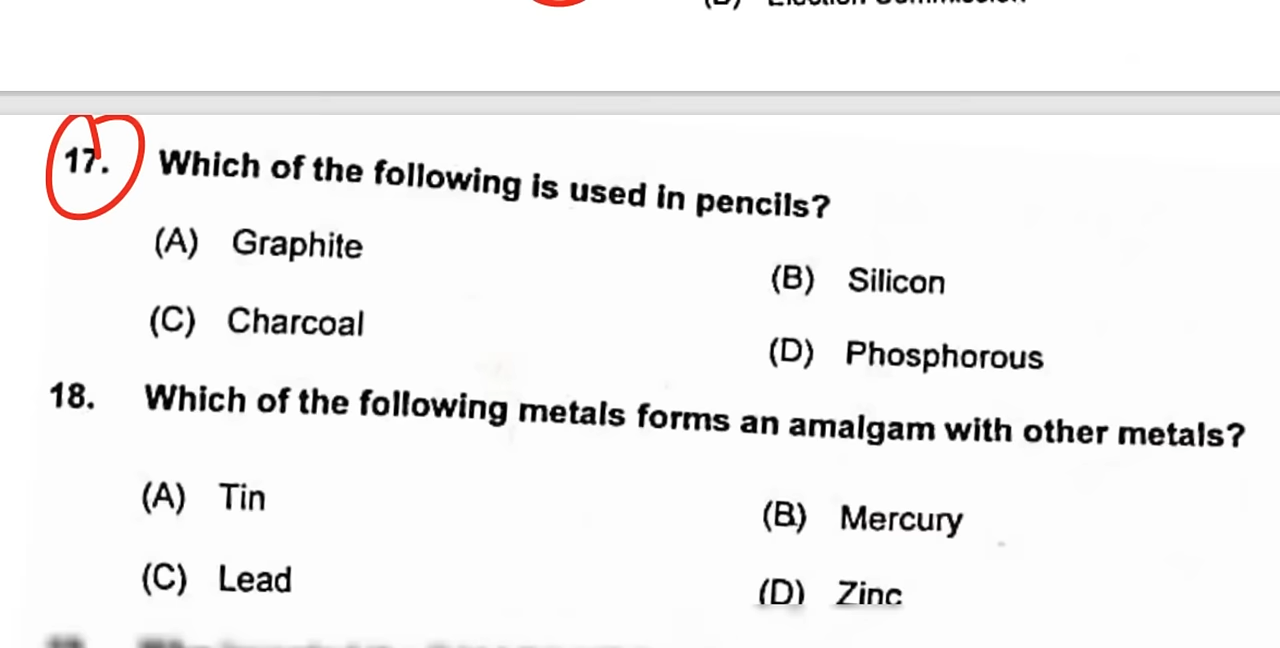 17. Which of the following is used in pencils?
(A) Graphite
(B) Silicon
(C) Charcoal
(D) Phosphorous
18. Which of the following metals forms an amalgam with other metals?
(A) Tin
(B) Mercury
(C) Lead
(D) Zinc